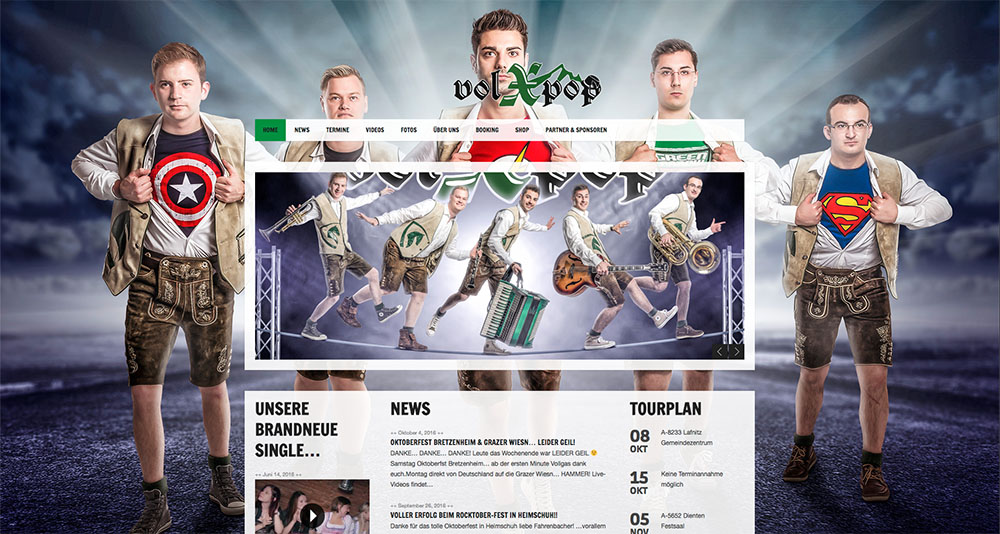 volXpop
HOME NEWS TERMINE VIDEOS FOTOS ÜBER UNS BOOKING SHOP PARTNER & SPONSOREN
GREEN
S
UNSERE
BRANDNEUE
SINGLE...
«« Juni 14, 2016 »»
NEWS
«« Oktober 4, 2016 »»
OKTOBERFEST BRETZENHEIM & GRAZER WIESN... LEIDER GEIL!
DANKE... DANKE... DANKE! Leute das Wochenende war LEIDER GEIL 🙂
Samstag Oktoberfst Bretzenheim... ab der ersten Minute Vollgas dank
euch.Montag direkt von Deutschland auf die Grazer Wiesn... HAMMER! Live-
Videos findet...
«« September 26, 2016 »»
VOLLER ERFOLG BEIM ROCKTOBER-FEST IN HEIMSCHUH!!
Danke für das tolle Oktoberfest in Heimschuh liebe Fahrenbacher! ...vorallem
TOURPLAN
08
OKT
A-8233 Lafnitz
Gemeindezentrum
15
OKT
Keine Terminannahme
möglich
05
NOV
A-5652 Dienten
Festsaal